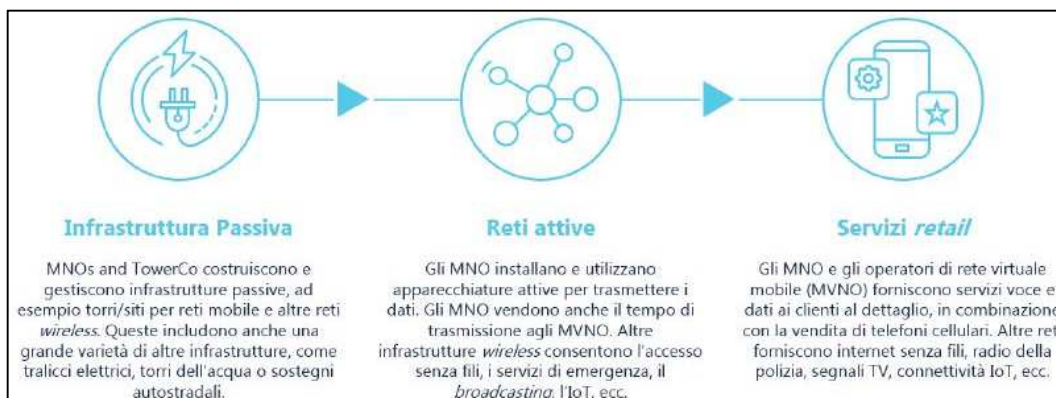 Infrastruttura Passiva
MNOs and TowerCo costruiscono e
gestiscono infrastrutture passive, ad
esempio torri/siti per reti mobile e altre reti
wireless. Queste includono anche una
grande varietà di altre infrastrutture, come
tralicci elettrici, torri dell'acqua o sostegni
autostradali.
Reti attive
Gli MNO installano e utilizzano
apparecchiature attive per trasmettere i
dati. Gli MNO vendono anche il tempo di
trasmissione agli MVNO. Altre
infrastrutture wireless consentono l'accesso
senza fili, i servizi di emergenza, il
broadcasting, l'IoT, ecc.
Servizi retail
Gli MNO e gli operatori di rete virtuale
mobile (MVNO) forniscono servizi voce e
dati ai clienti al dettaglio, in combinazione
con la vendita di telefoni cellulari. Altre reti
forniscono internet senza fili, radio della
polizia, segnali TV, connettività IoT, ecc.